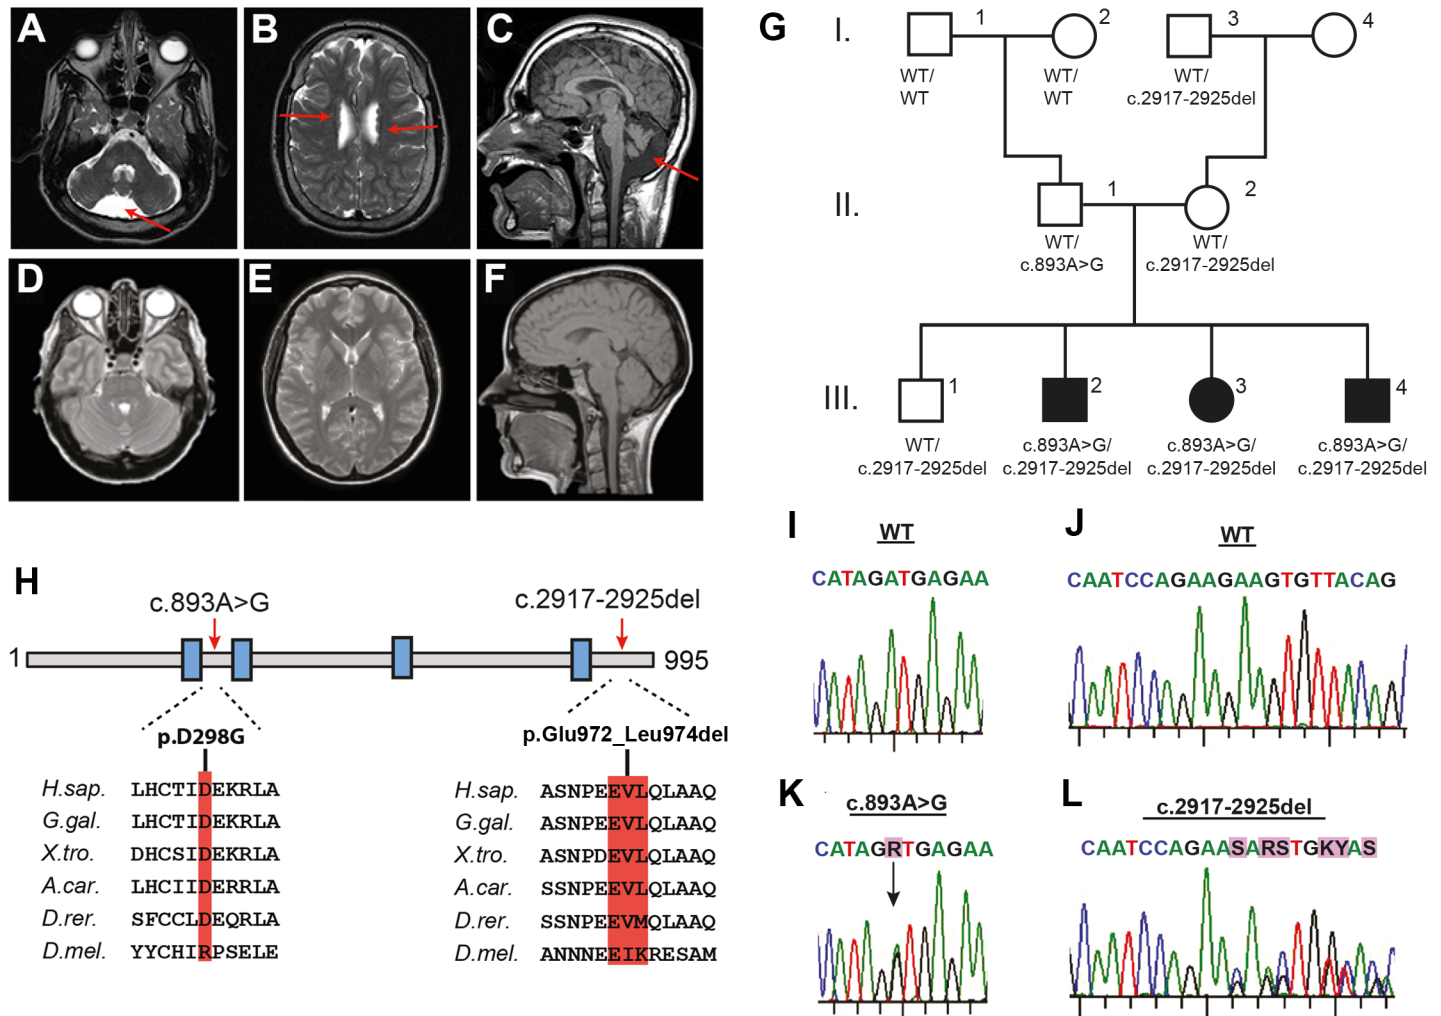 A
B
C
D
E
F
G
I.
1
2
3
4
WT/
WT
WT/
WT
WT/
c.2917-2925del
II.
1
2
WT/
c.893A>G
WT/
c.2917-2925del
III.
1
2
3
4
WT/
c.2917-2925del
c.893A>G/
c.2917-2925del
c.893A>G/
c.2917-2925del
c.893A>G/
c.2917-2925del
H
c.893A>G
c.2917-2925del
1
995
p.D298G
H.sap. LHCTIDEKRLA
G.gal. LHCTIDEKRLA
X.tro. DHCSIDEKRLA
A.car. LHCIIDERRLA
D.rer. SFCCLDEQRLA
D.mel. YYCHIRPSELE
p.Glu972_Leu974del
H.sap. ASNPEEVLQLAAQ
G.gal. ASNPEEVLQLAAQ
X.tro. ASNPDEVLQLAAQ
A.car. SSNPEEVLQLAAQ
D.rer. SSNPEEVMQLAAQ
D.mel. ANNNEEIKRESAM
I
WT
CATAGATGAGAA
J
WT
CAATCCAGAAGAAGTGTTACAG
K
c.893A>G
CATAGRTGAGAA
L
c.2917-2925del
CAATCCAGAASARSTGKYAS